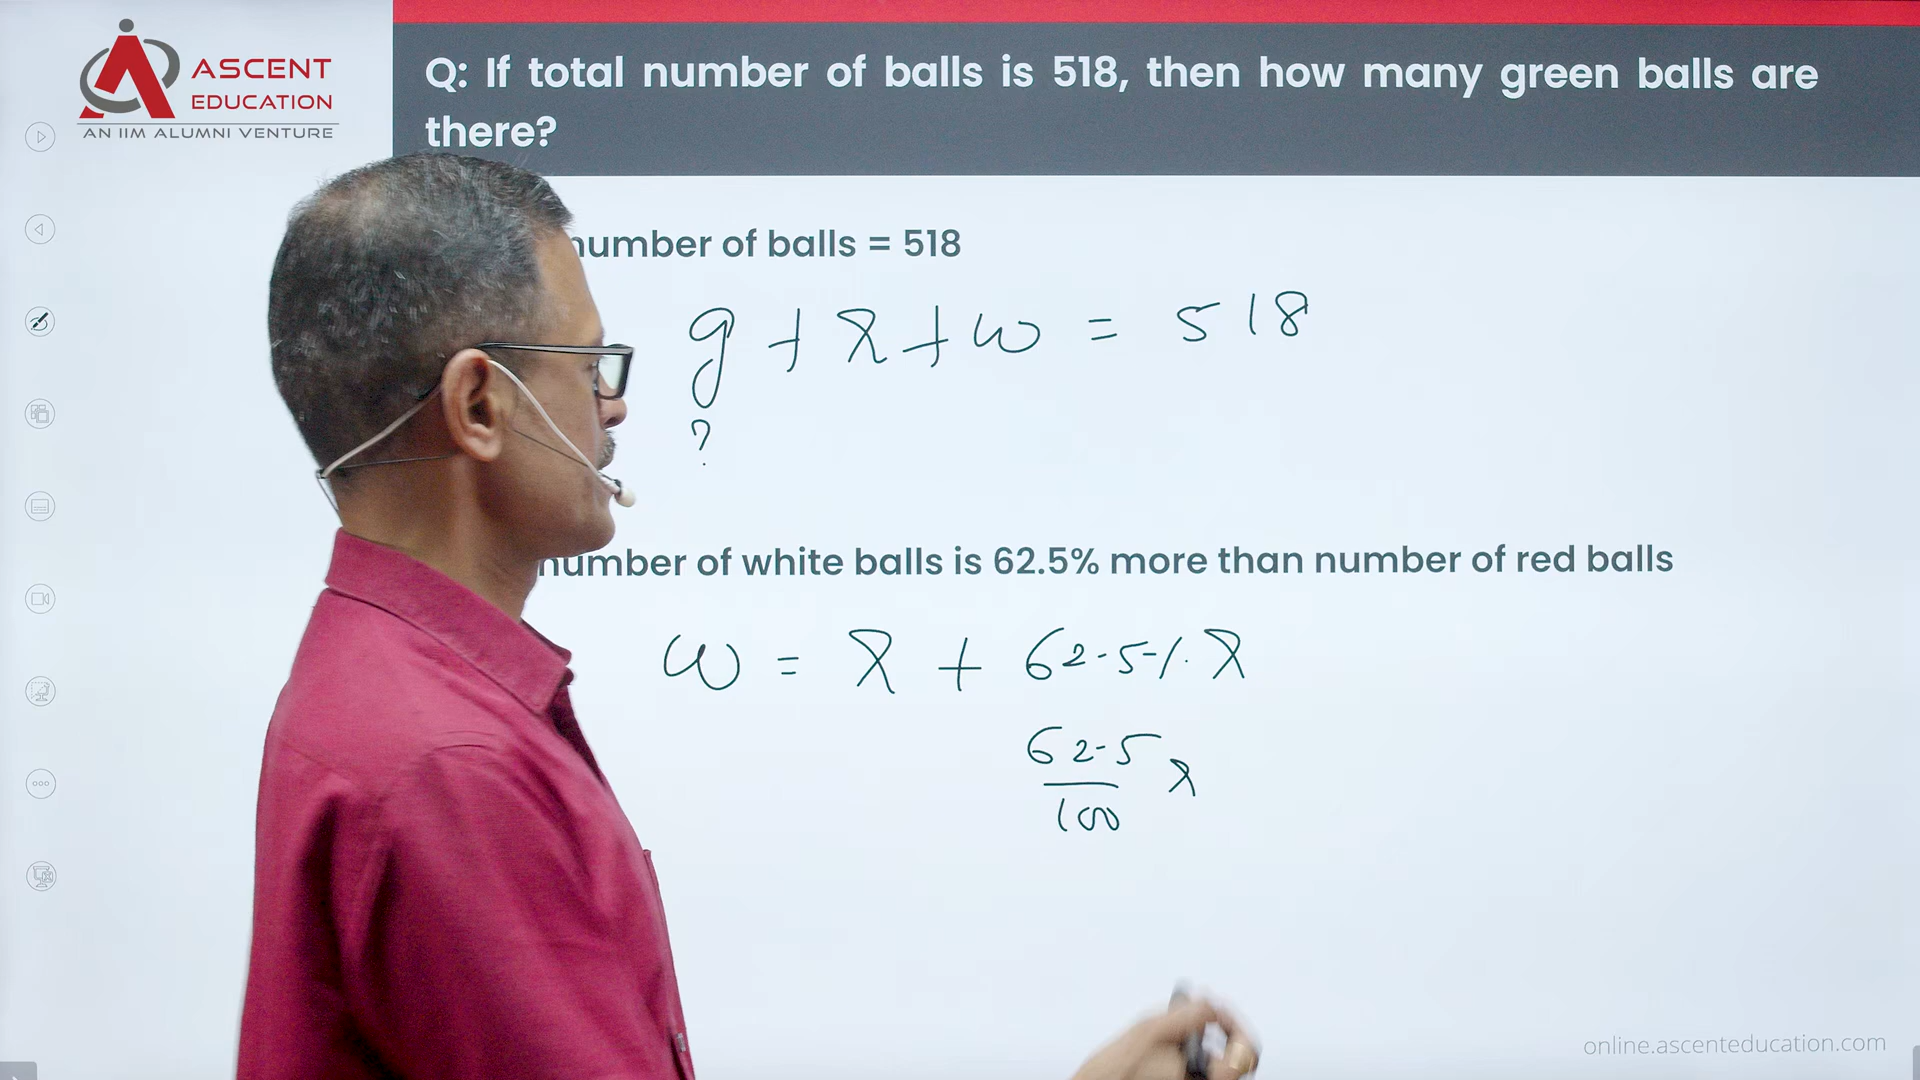 ASCENT
EDUCATION
AN IIM ALUMNI VENTURE
Q: If total number of balls is 518, then how many green balls are
there?
number of balls = 518
g + r + w = 518
?
number of white balls is 62.5% more than number of red balls
w = r + 62.5% r
62.5
100
r
online.ascenteducation.com